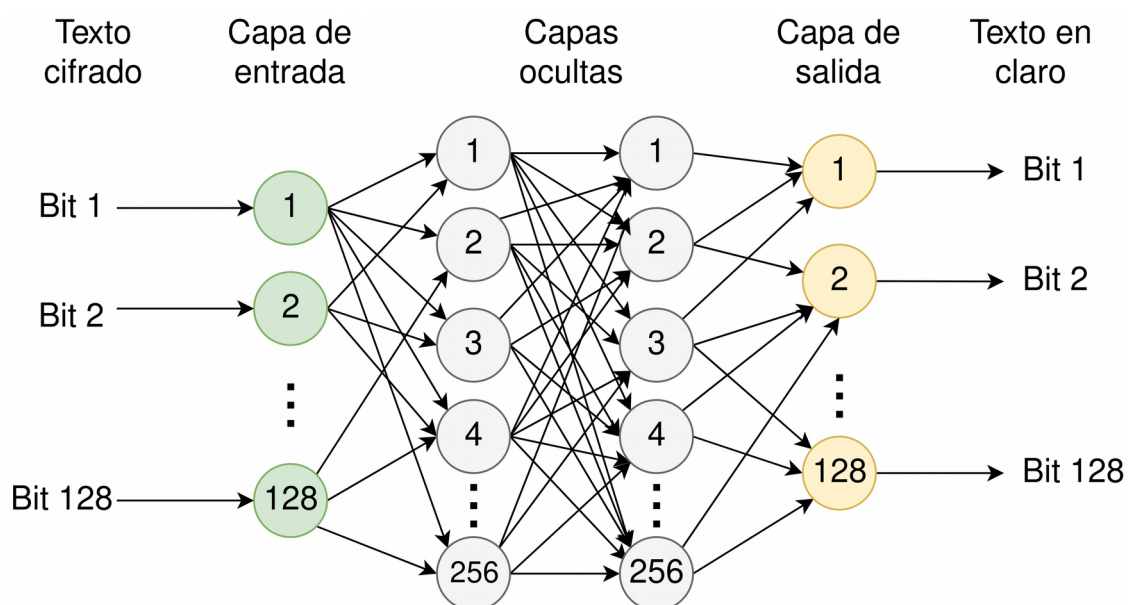 Texto
cifrado
Capa de
entrada
Capas
ocultas
Capa de
salida
Texto en
claro
Bit 1
Bit 2
Bit 128
1
2
128
1
2
3
4
256
1
2
3
4
256
1
2
128
Bit 1
Bit 2
Bit 128